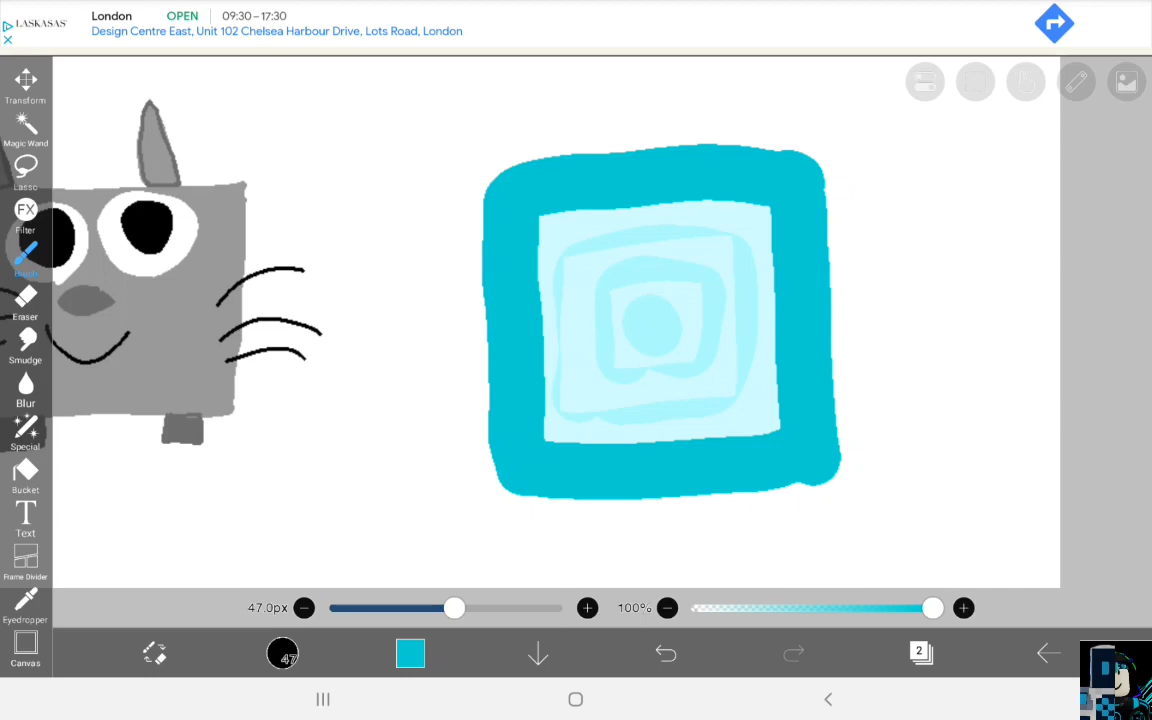 LASKASAS
London
OPEN
09:30 – 17:30
Design Centre East, Unit 102 Chelsea Harbour Drive, Lots Road, London
Transform
Magic Wand
Lasso
FX
Filter
Brush
Eraser
Smudge
Blur
Special
Bucket
T
Text
Frame Divider
Eyedropper
Canvas
47.0px
100%
47
2